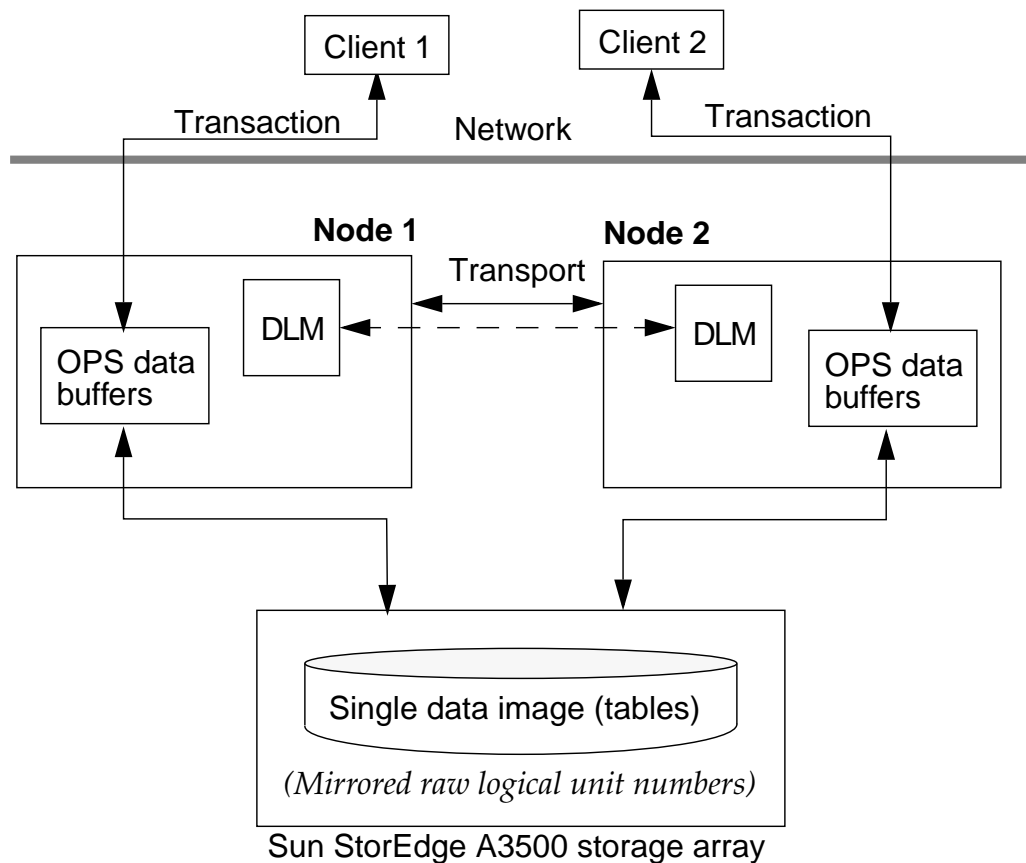 Client 1
Client 2
Transaction
Network
Transaction
Node 1
Node 2
Transport
DLM
DLM
OPS data
buffers
OPS data
buffers
Single data image (tables)
(Mirrored raw logical unit numbers)
Sun StorEdge A3500 storage array